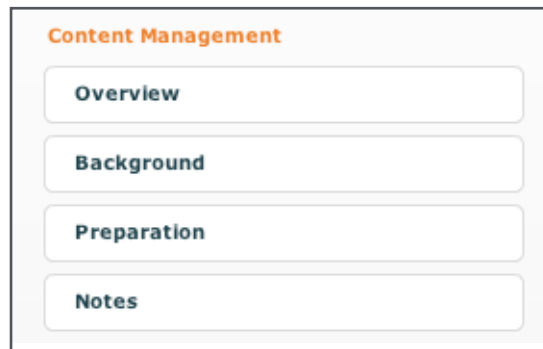 Content Management
Overview
Background
Preparation
Notes